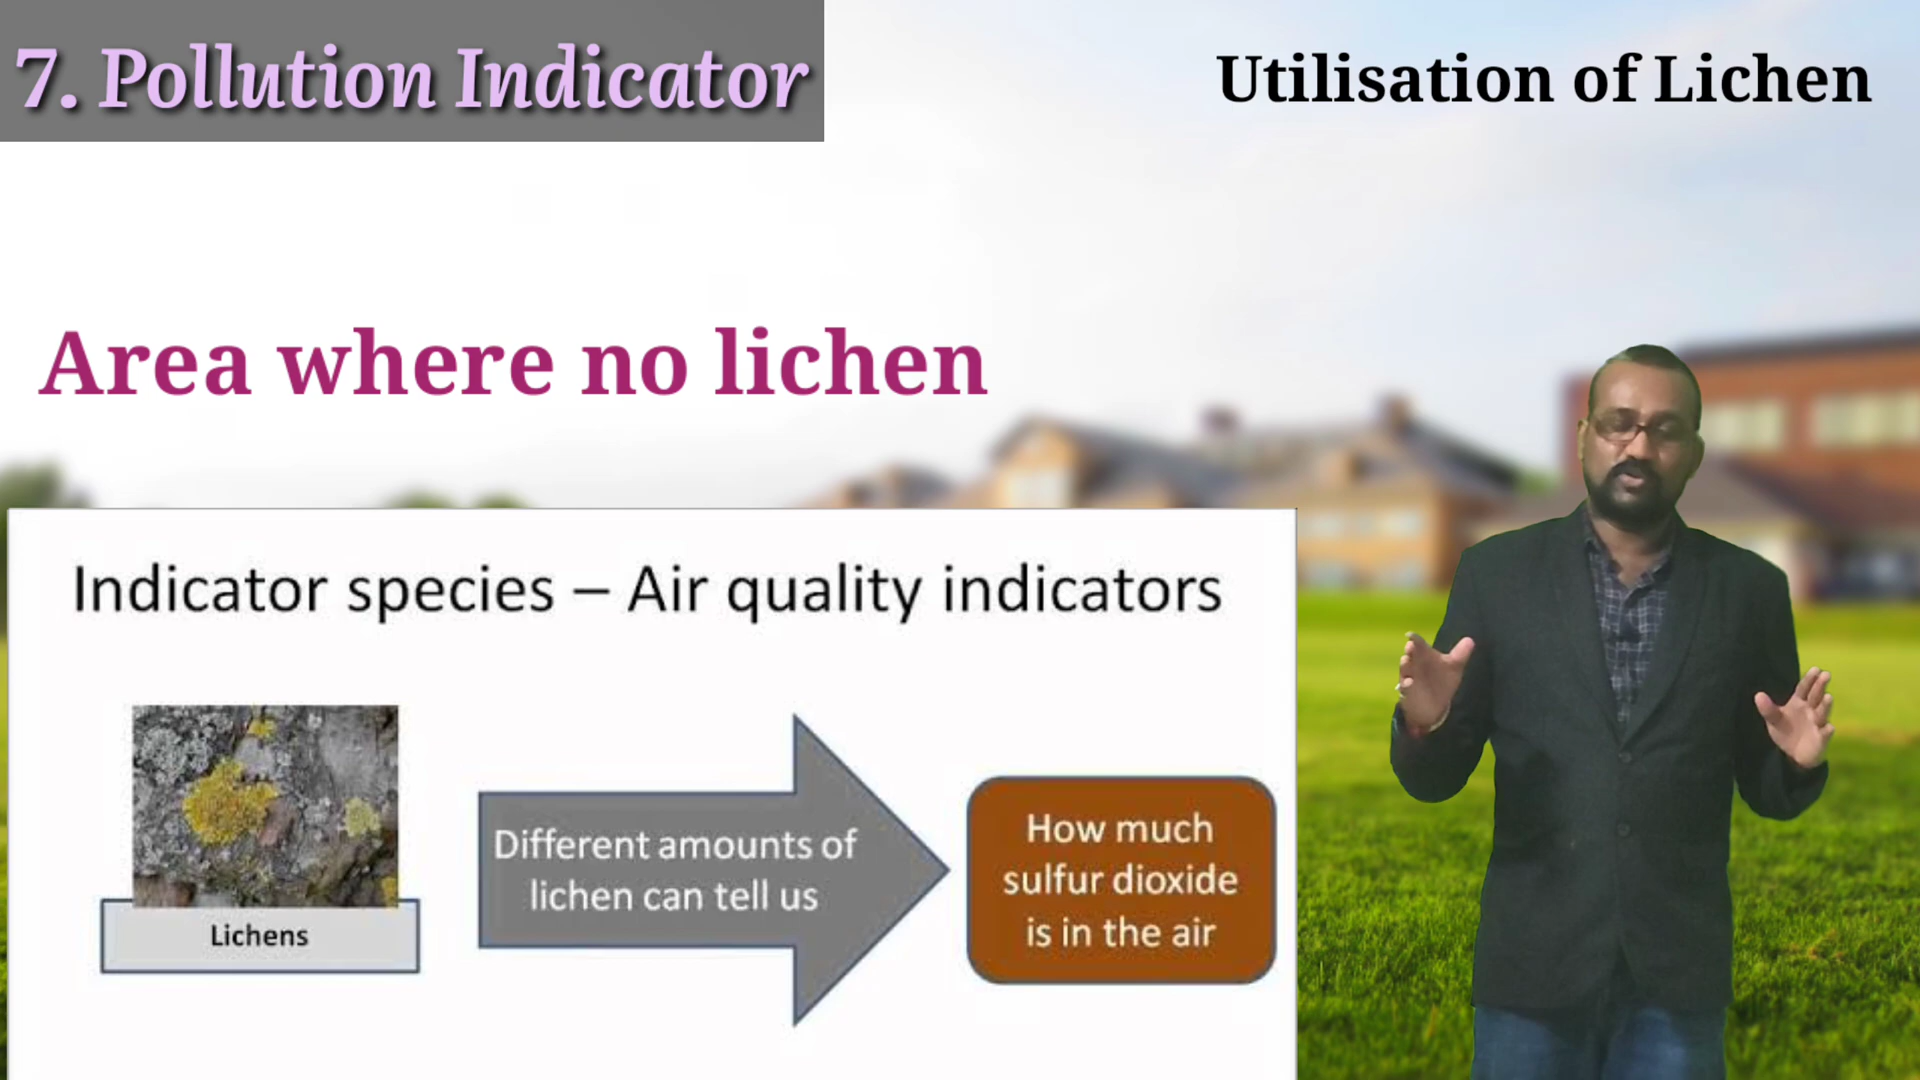 7. Pollution Indicator
Utilisation of Lichen
Area where no lichen
Indicator species – Air quality indicators
Lichens
Different amounts of
lichen can tell us
How much
sulfur dioxide
is in the air